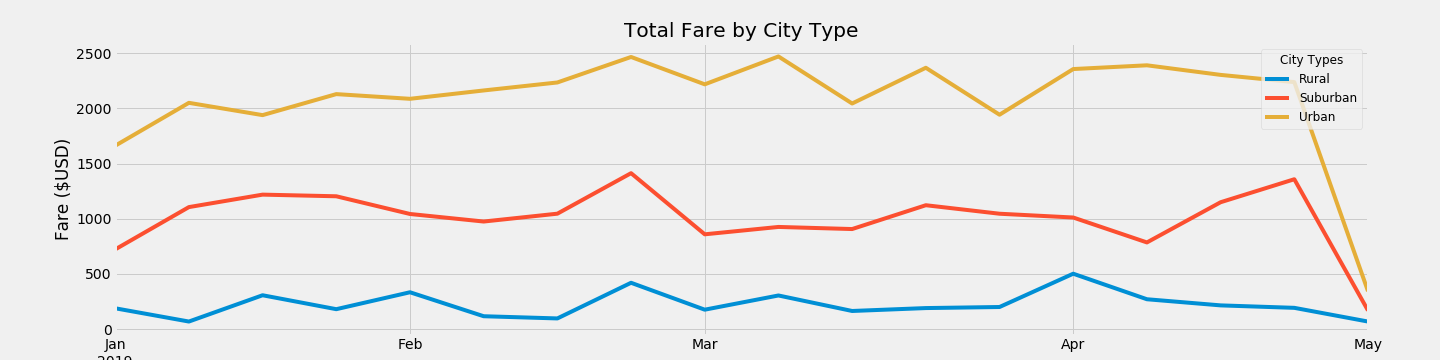 Total Fare by City Type
Fare ($USD)
2500
2000
1500
1000
500
0
City Types
Rural
Suburban
Urban
Jan
Feb
Mar
Apr
May
2019